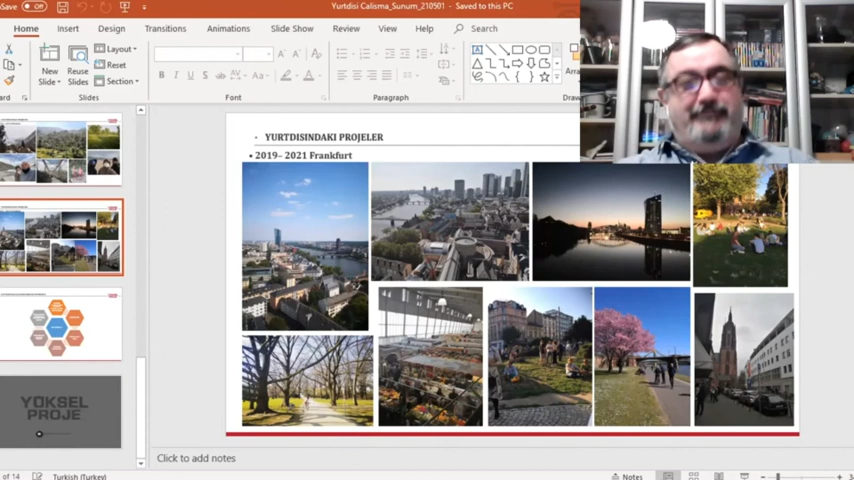 Save Off
Yurtdisi Calisma_Sunum_210501 - Saved to this PC
Home Insert Design Transitions Animations Slide Show Review View Help Search
New Slide
Reuse Slides
Layout
Reset
Section
Slides
Font
Paragraph
YURTDISINDAKI PROJELER
• 2019– 2021 Frankfurt
YÜKSEL
PROJE
Click to add notes
of 14 Turkish (Turkey) Notes